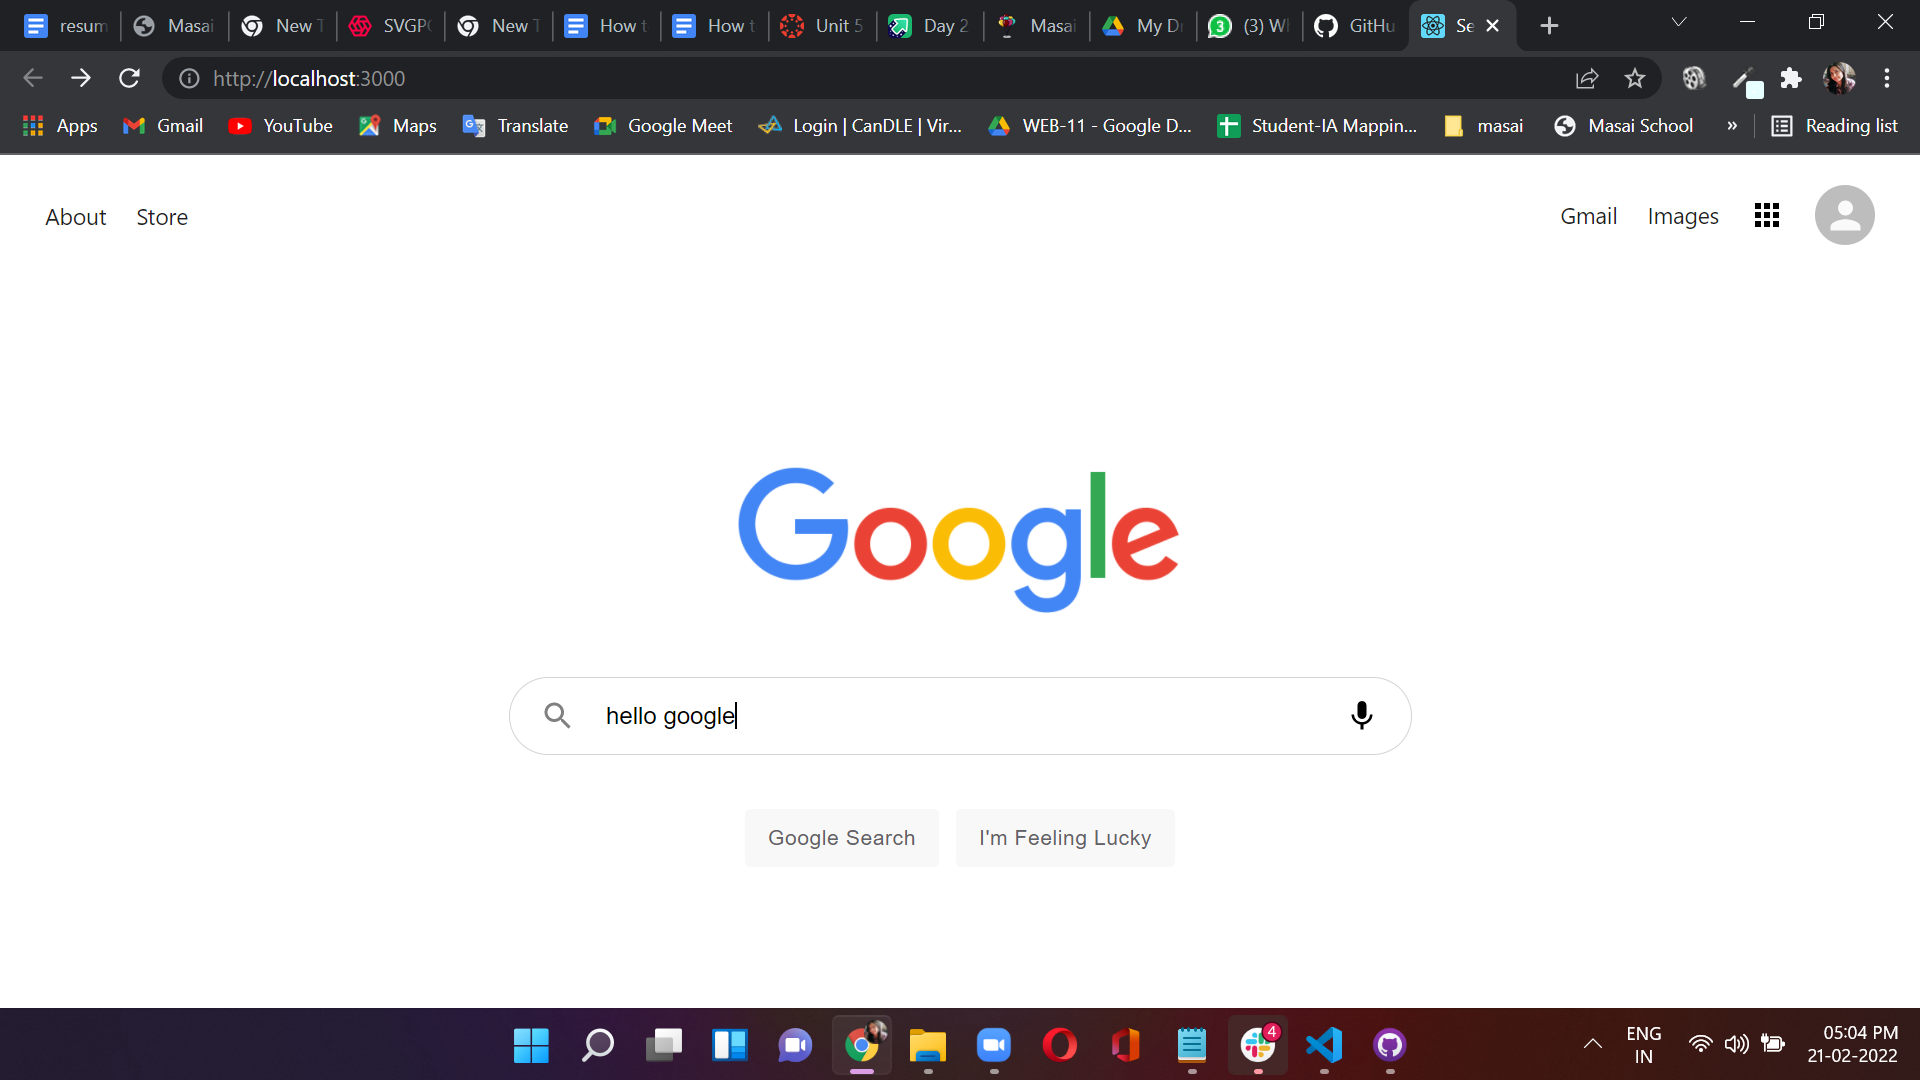 resum Masai New T SVGP New T How t How t Unit 5 Day 2 Masai My Dr (3) W GitHu Se
http://localhost:3000
Apps Gmail YouTube Maps Translate Google Meet Login | CanDLE | Vir... WEB-11 - Google D... Student-IA Mappin... masai Masai School » Reading list
About Store Gmail Images
Google
hello google
Google Search I'm Feeling Lucky
4
ENG
IN
05:04 PM
21-02-2022